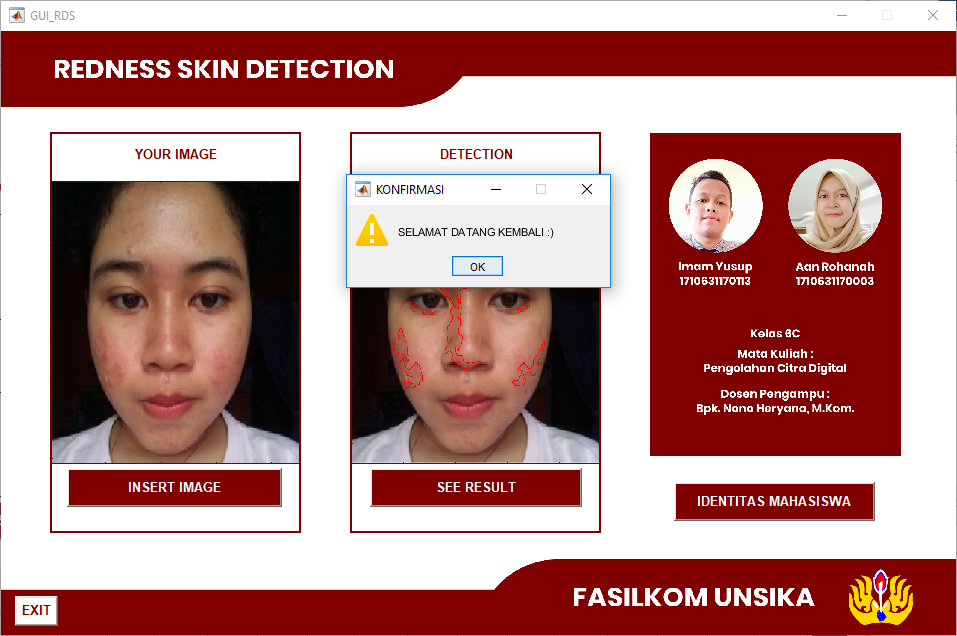 GUI_RDS
REDNESS SKIN DETECTION
YOUR IMAGE
INSERT IMAGE
DETECTION
KONFIRMASI
SELAMAT DATANG KEMBALI :)
OK
SEE RESULT
Imam Yusup
1710631170113
Aan Rohanah
1710631170003
Kelas 6C
Mata Kuliah :
Pengolahan Citra Digital
Dosen Pengampu :
Bpk. Nono Heryana, M.Kom.
IDENTITAS MAHASISWA
EXIT
FASILKOM UNSIKA